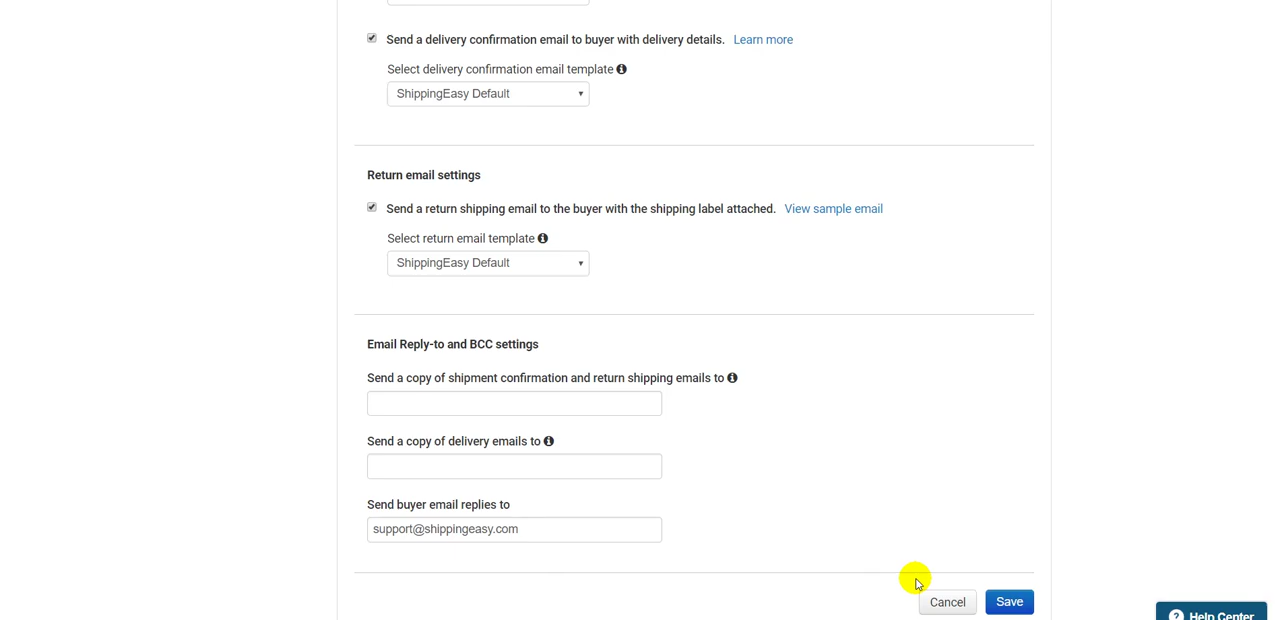 Send a delivery confirmation email to buyer with delivery details. Learn more
Select delivery confirmation email template
ShippingEasy Default
Return email settings
Send a return shipping email to the buyer with the shipping label attached. View sample email
Select return email template
ShippingEasy Default
Email Reply-to and BCC settings
Send a copy of shipment confirmation and return shipping emails to
Send a copy of delivery emails to
Send buyer email replies to
support@shippingeasy.com
Cancel Save
? Help Center